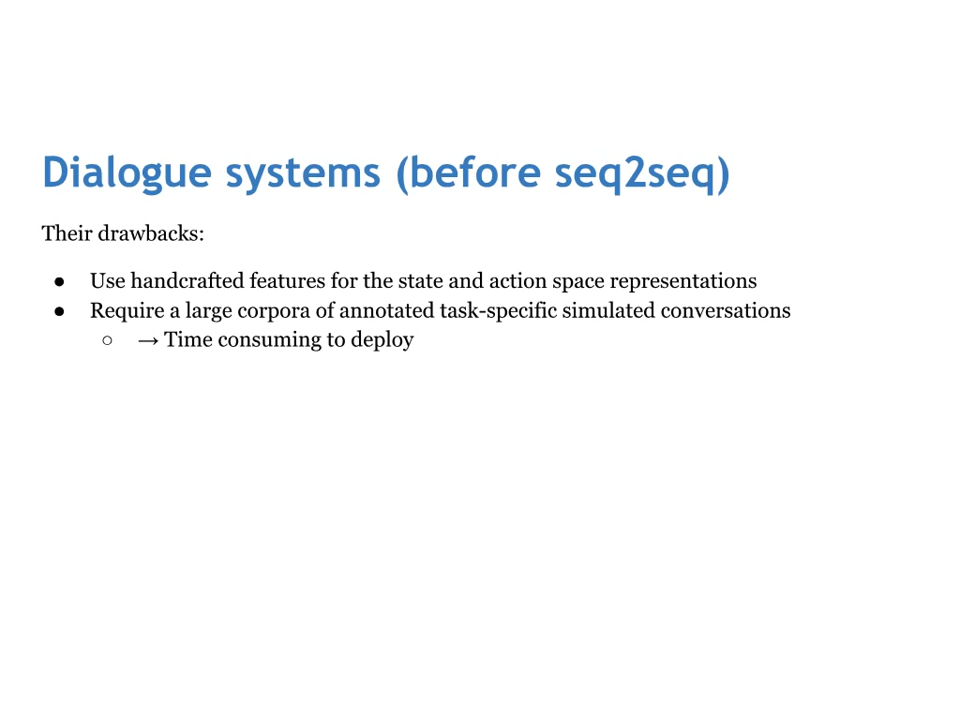 Dialogue systems (before seq2seq)
Their drawbacks:
● Use handcrafted features for the state and action space representations
● Require a large corpora of annotated task-specific simulated conversations
○ → Time consuming to deploy